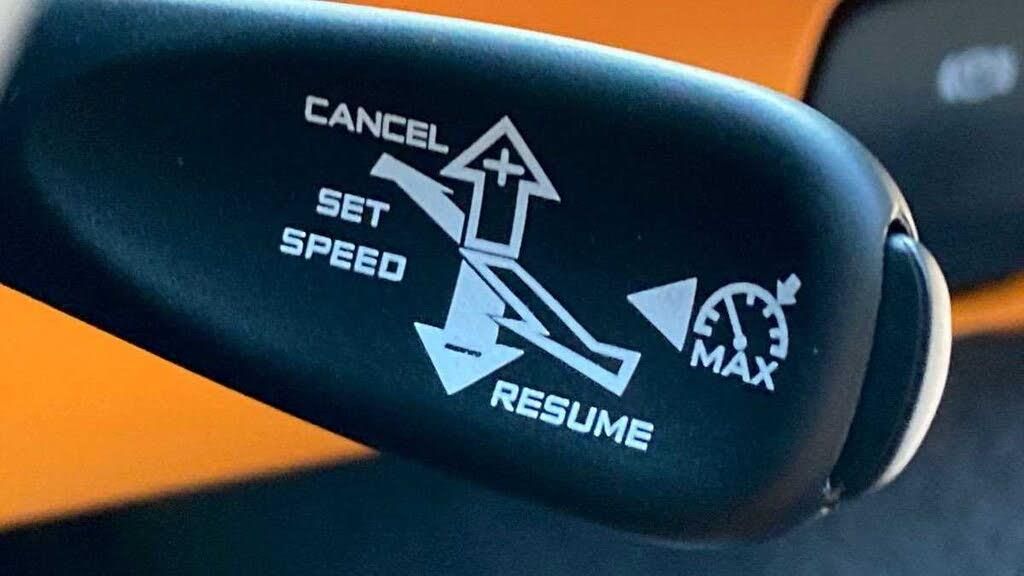 CANCEL
+
SET
SPEED
-
RESUME
MAX